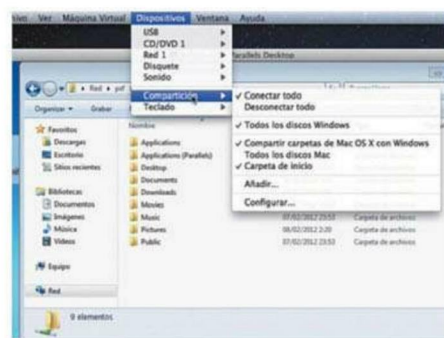 Ver Máquina Virtual Dispositivos Ventana Ayuda
USB
CD/DVD 1
Red 1
Disquete
Sonido
Compartición
Teclado
Parallels Desktop
Conectar todo
Desconectar todo
Todos los discos Windows
Compartir carpetas de Mac OS X con Windows
Todos los discos Mac
Carpeta de inicio
Añadir...
Configurar...
Red psf
Organizar Grabar
Nombre
Favoritos
Descargas
Escritorio
Sitios recientes
Bibliotecas
Documentos
Imágenes
Música
Vídeos
Equipo
Red
Applications
Applications (Parallels)
Desktop
Documents
Downloads
Movies
Music 07/02/2012 23:53 Carpeta de archivos
Pictures 08/02/2012 2:20 Carpeta de archivos
Public 07/02/2012 23:53 Carpeta de archivos
9 elementos